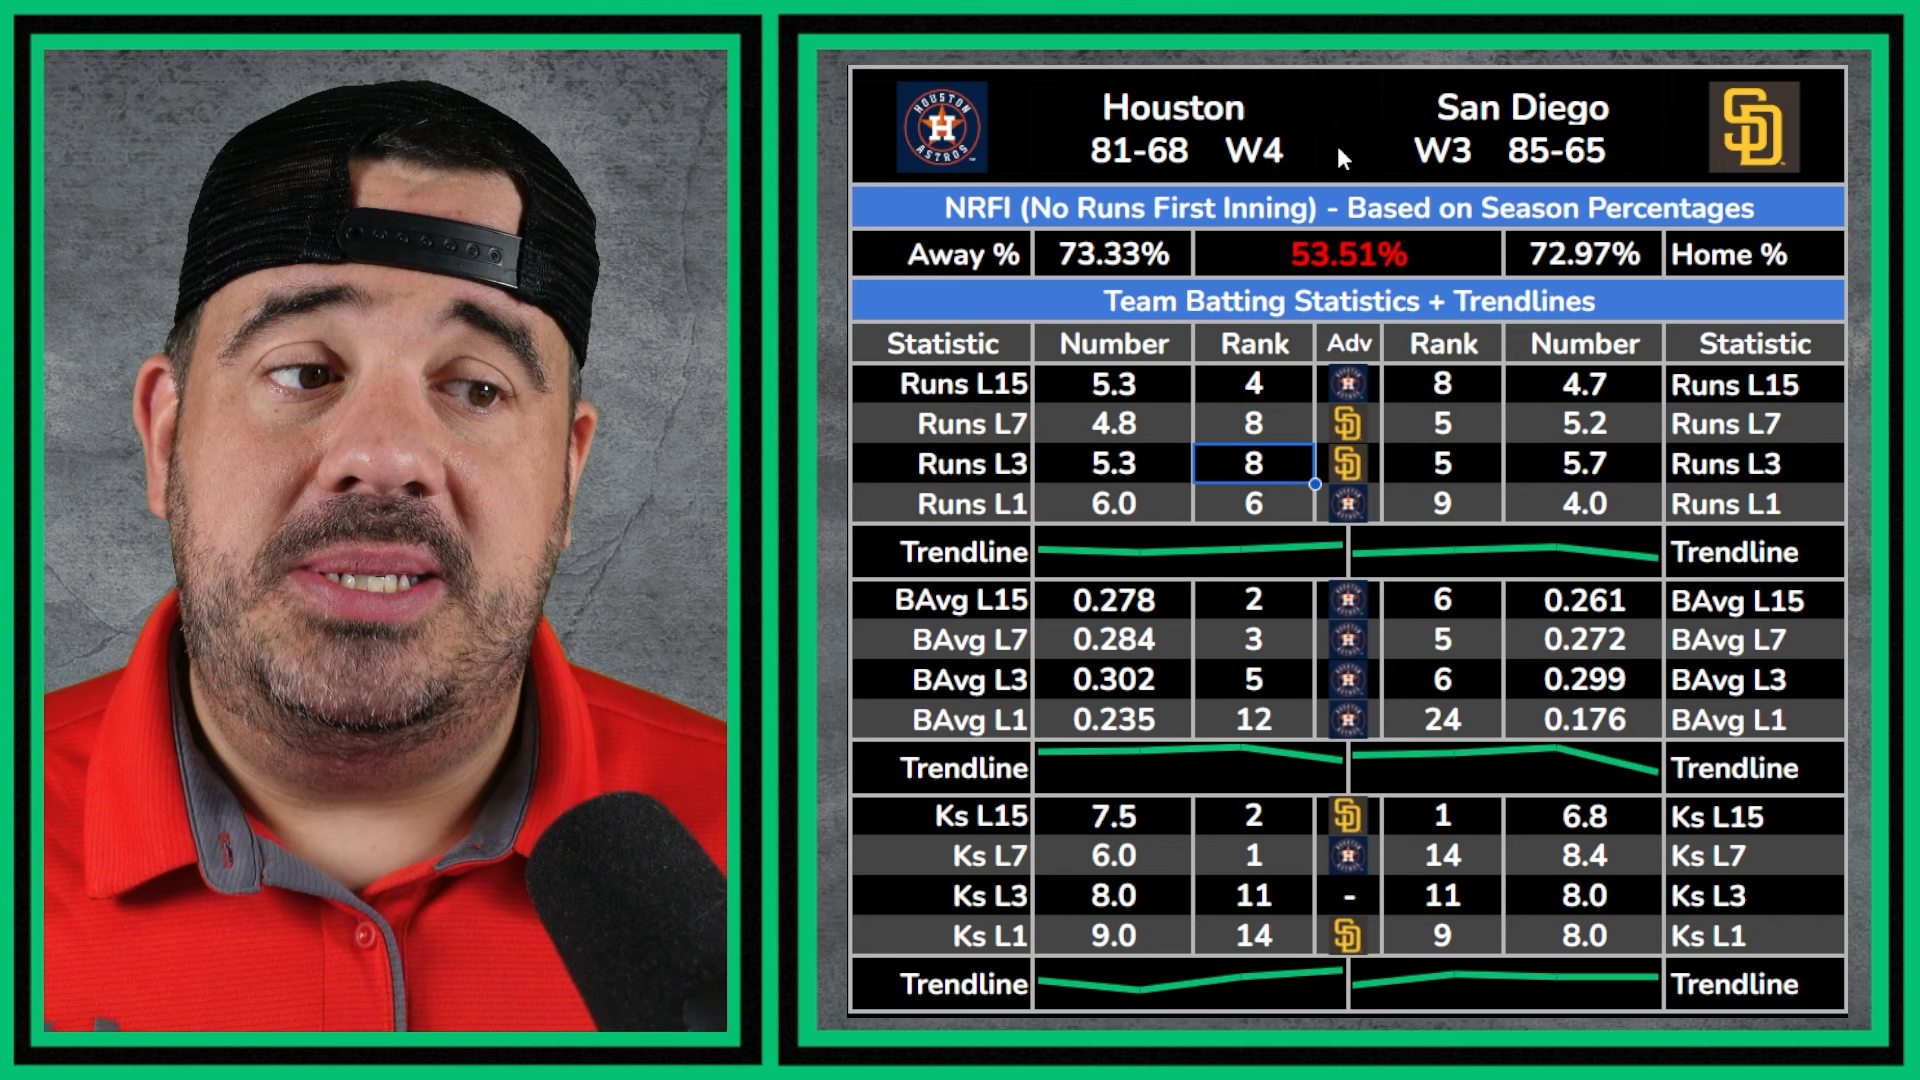 HOUSTON
H
ASTROS
Houston
81-68 W4
San Diego
W3 85-65
SD
NRFI (No Runs First Inning) - Based on Season Percentages
Away % 73.33% 53.51% 72.97% Home %
Team Batting Statistics + Trendlines
Statistic Number Rank Adv Rank Number Statistic
Runs L15 5.3 4 H 8 4.7 Runs L15
Runs L7 4.8 8 SD 5 5.2 Runs L7
Runs L3 5.3 8 SD 5 5.7 Runs L3
Runs L1 6.0 6 H 9 4.0 Runs L1
Trendline Trendline
BAvg L15 0.278 2 H 6 0.261 BAvg L15
BAvg L7 0.284 3 H 5 0.272 BAvg L7
BAvg L3 0.302 5 H 6 0.299 BAvg L3
BAvg L1 0.235 12 H 24 0.176 BAvg L1
Trendline Trendline
Ks L15 7.5 2 SD 1 6.8 Ks L15
Ks L7 6.0 1 H 14 8.4 Ks L7
Ks L3 8.0 11 - 11 8.0 Ks L3
Ks L1 9.0 14 SD 9 8.0 Ks L1
Trendline Trendline